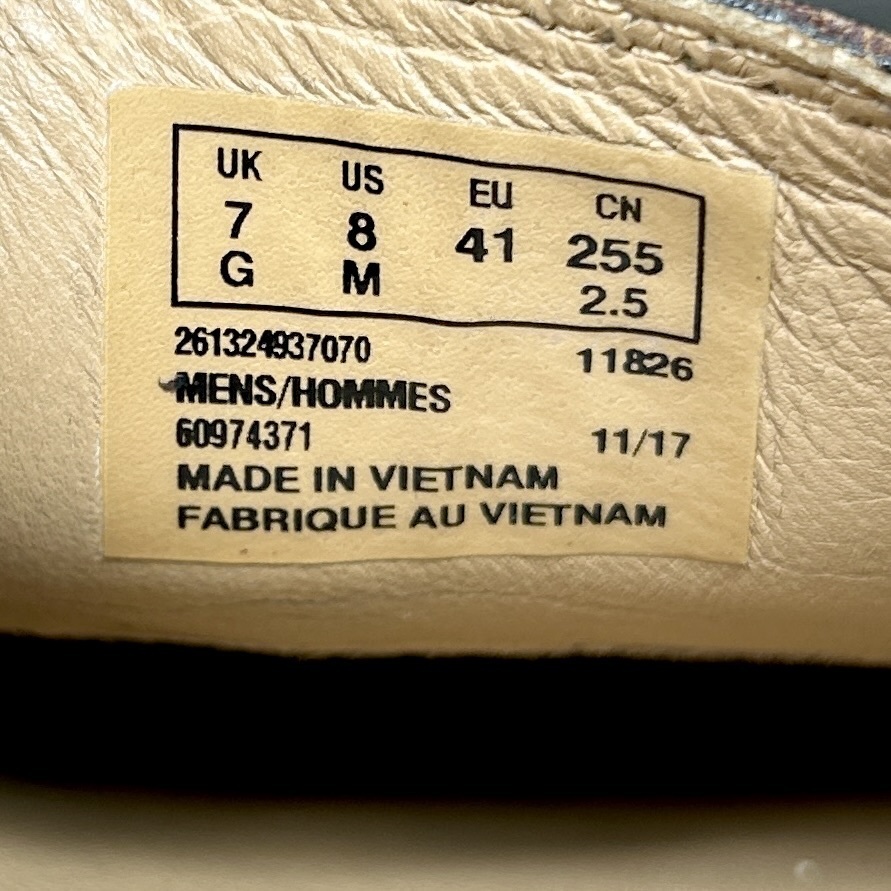 UK US EU CN
7 8 41 255
G M 2.5
261324937070 11826
MENS/HOMMES
60974371 11/17
MADE IN VIETNAM
FABRIQUE AU VIETNAM